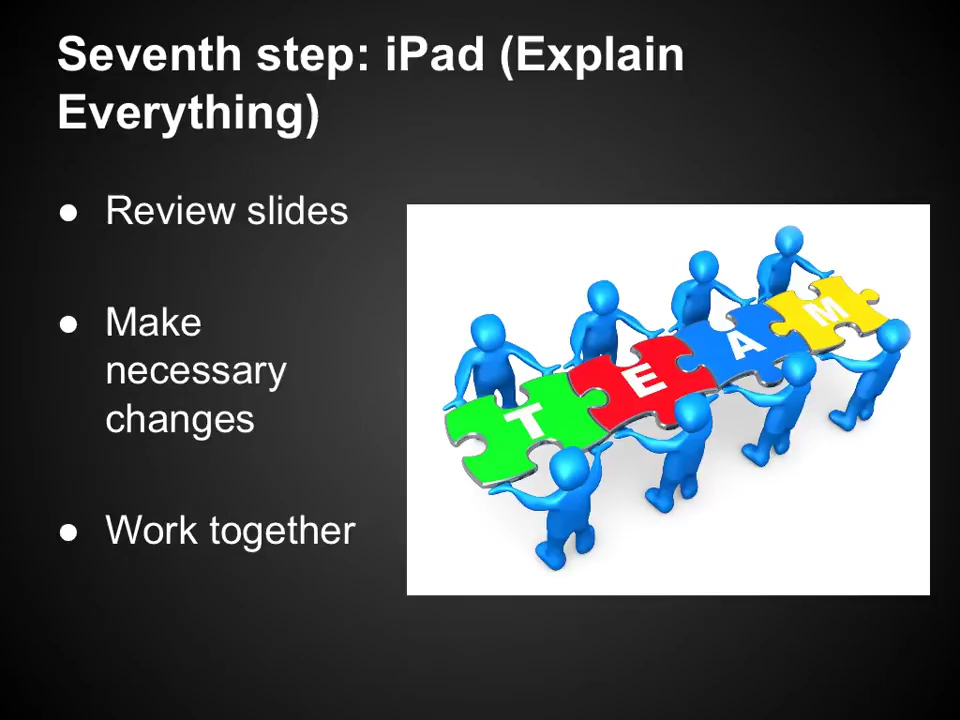 Seventh step: iPad (Explain
Everything)
● Review slides
● Make
necessary
changes
● Work together
T E A M